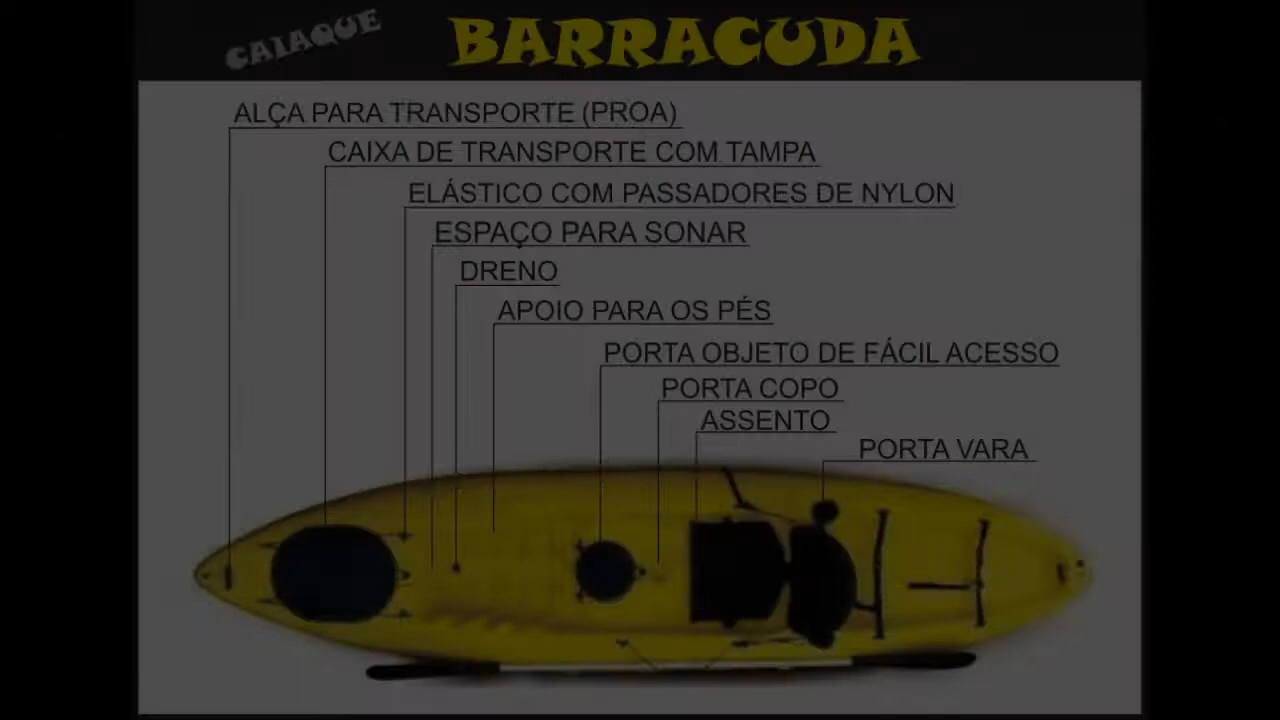 CAIAQUE BARRACUDA
ALÇA PARA TRANSPORTE (PROA)
CAIXA DE TRANSPORTE COM TAMPA
ELÁSTICO COM PASSADORES DE NYLON
ESPAÇO PARA SONAR
DRENO
APOIO PARA OS PÉS
PORTA OBJETO DE FÁCIL ACESSO
PORTA COPO
ASSENTO
PORTA VARA